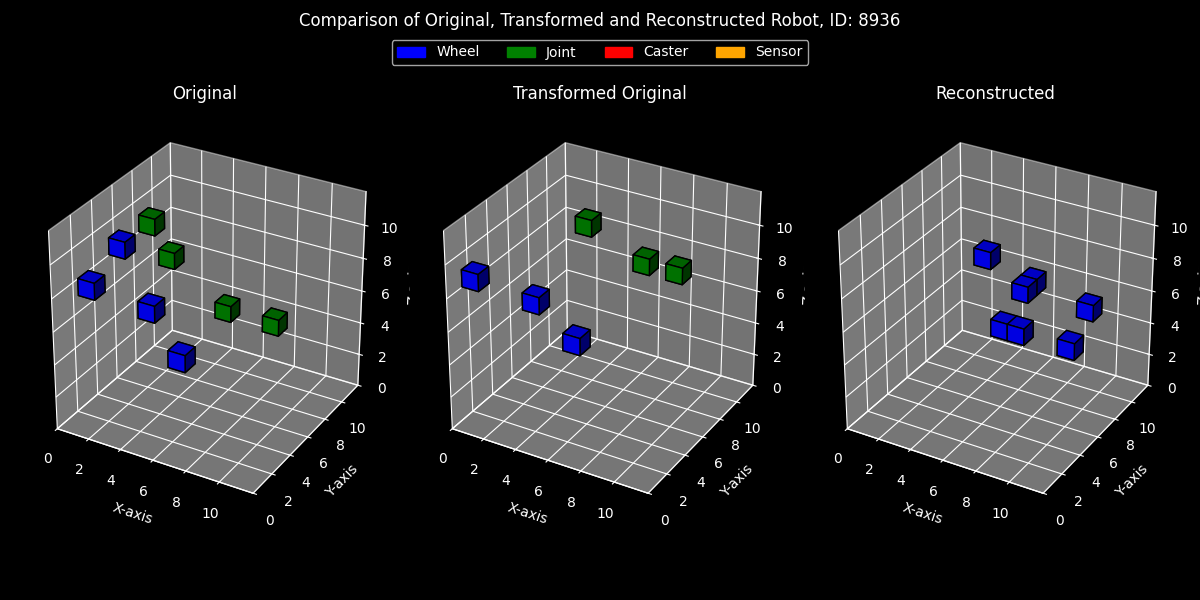 Comparison of Original, Transformed and Reconstructed Robot, ID: 8936
Wheel Joint Caster Sensor
Original Transformed Original Reconstructed
10 10 10
8 8 8
6 6 6
4 4 4
2 2 2
0 0 0
10 10 10
8 8 8
0 6 0 6 0 6
2 4 2 4 2 4
4 2 4 2 4 2
6 0 6 0 6 0
8 8 8
10 10 10
X-axis Y-axis X-axis Y-axis X-axis Y-axis